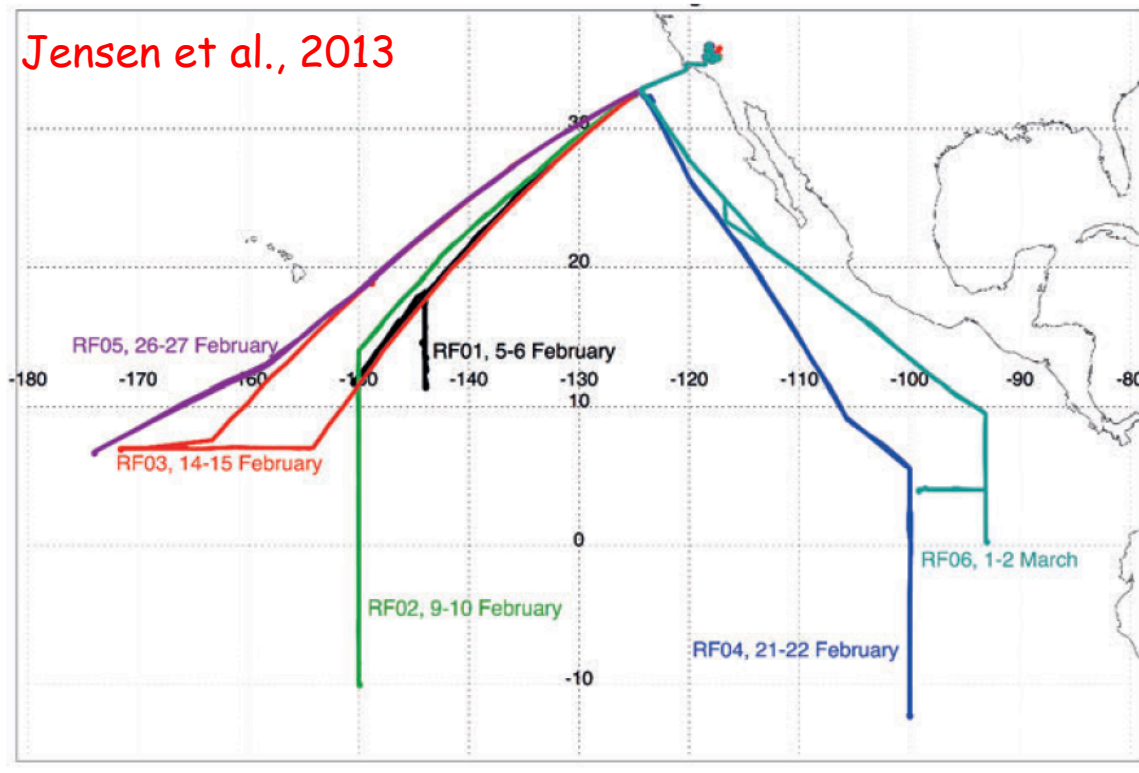 Jensen et al., 2013
30
20
RF05, 26-27 February
RF01, 5-6 February
-180
-170
-160
-150
-140
-130
-120
-110
-100
-90
-80
10
RF03, 14-15 February
0
RF06, 1-2 March
RF02, 9-10 February
RF04, 21-22 February
-10